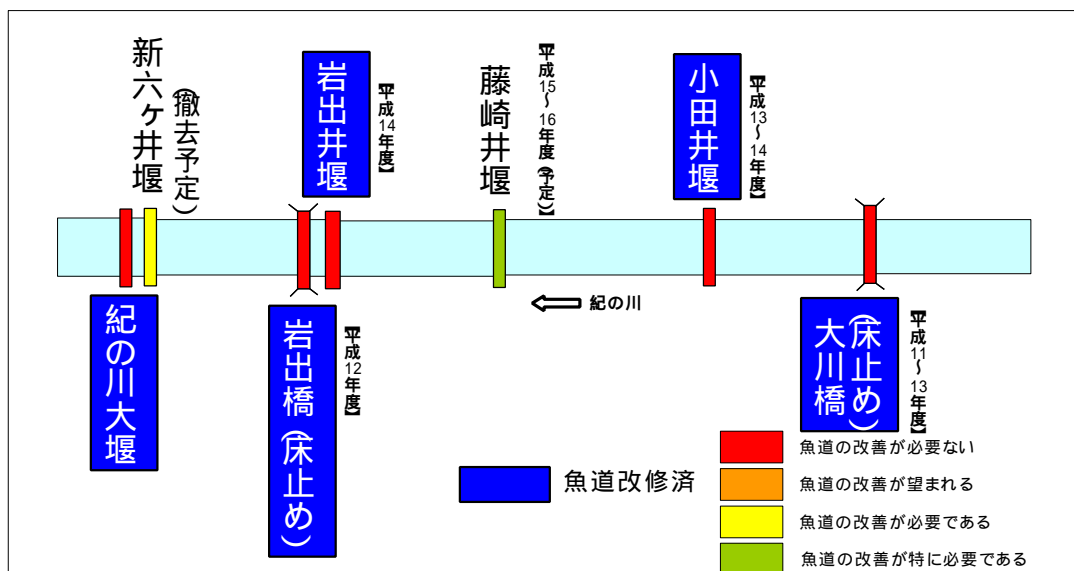 新六ヶ井堰
(撤去予定)
岩出井堰
【平成14年度】
藤崎井堰
【平成15～16年度(予定)】
小田井堰
【平成13～14年度】
紀の川
紀の川大堰
岩出橋(床止め)
【平成12年度】
大川橋
(床止め)
【平成11～13年度】
魚道改修済
魚道の改善が必要ない
魚道の改善が望まれる
魚道の改善が必要である
魚道の改善が特に必要である